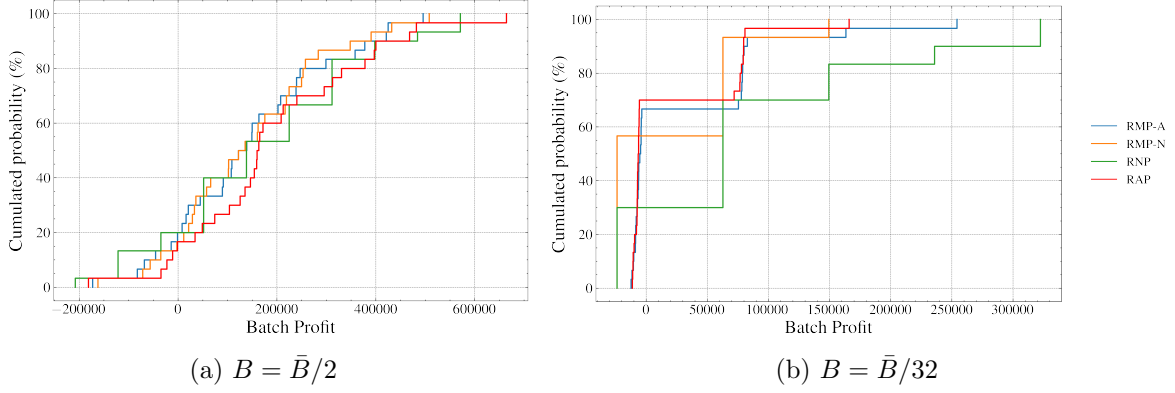 100
80
60
40
20
0
Cumulated probability (%)
−200000 0 200000 400000 600000
Batch Profit
(a) B = B̄/2
100
80
60
40
20
0
Cumulated probability (%)
0 50000 100000 150000 200000 250000 300000
Batch Profit
(b) B = B̄/32
RMP-A
RMP-N
RNP
RAP